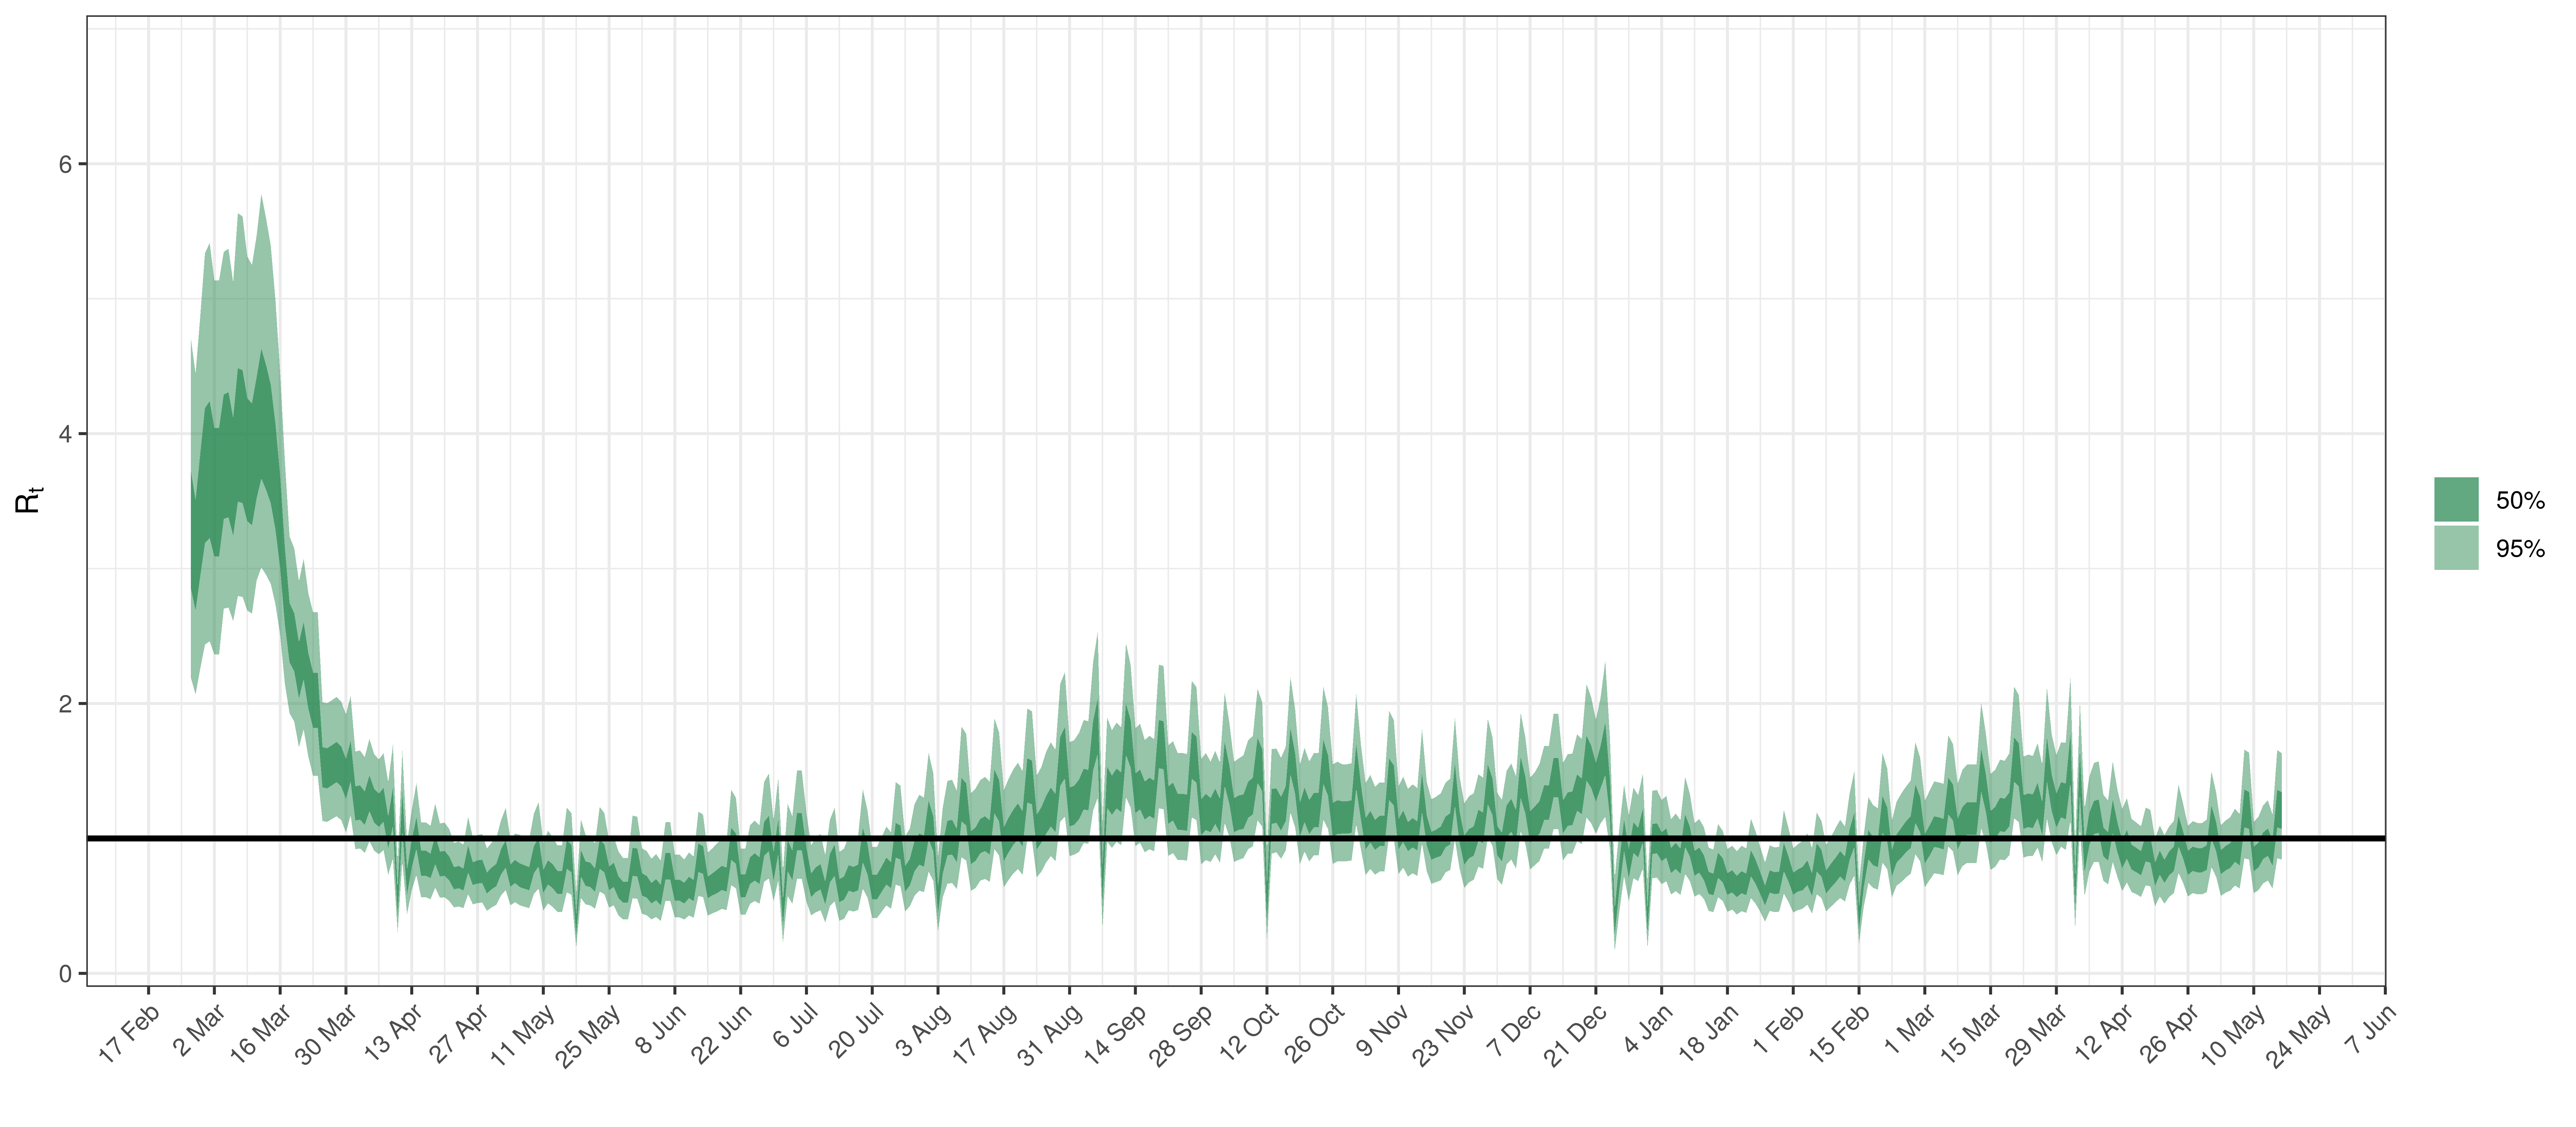 6
4
2
0
Rt
17 Feb
2 Mar
16 Mar
30 Mar
13 Apr
27 Apr
11 May
25 May
8 Jun
22 Jun
6 Jul
20 Jul
3 Aug
17 Aug
31 Aug
14 Sep
28 Sep
12 Oct
26 Oct
9 Nov
23 Nov
7 Dec
21 Dec
4 Jan
18 Jan
1 Feb
15 Feb
1 Mar
15 Mar
29 Mar
12 Apr
26 Apr
10 May
24 May
7 Jun
50%
95%